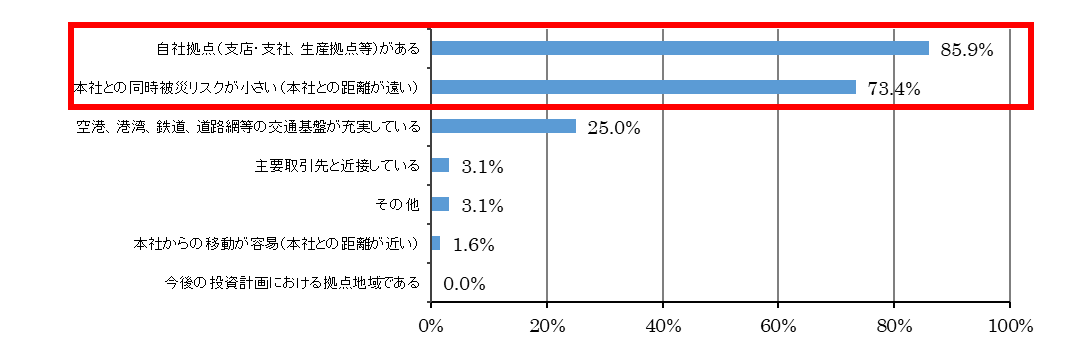 自社拠点（支店・支社、生産拠点等）がある 85.9%
本社との同時被災リスクが小さい（本社との距離が遠い） 73.4%
空港、港湾、鉄道、道路網等の交通基盤が充実している 25.0%
主要取引先と近接している 3.1%
その他 3.1%
本社からの移動が容易（本社との距離が近い） 1.6%
今後の投資計画における拠点地域である 0.0%
0% 20% 40% 60% 80% 100%